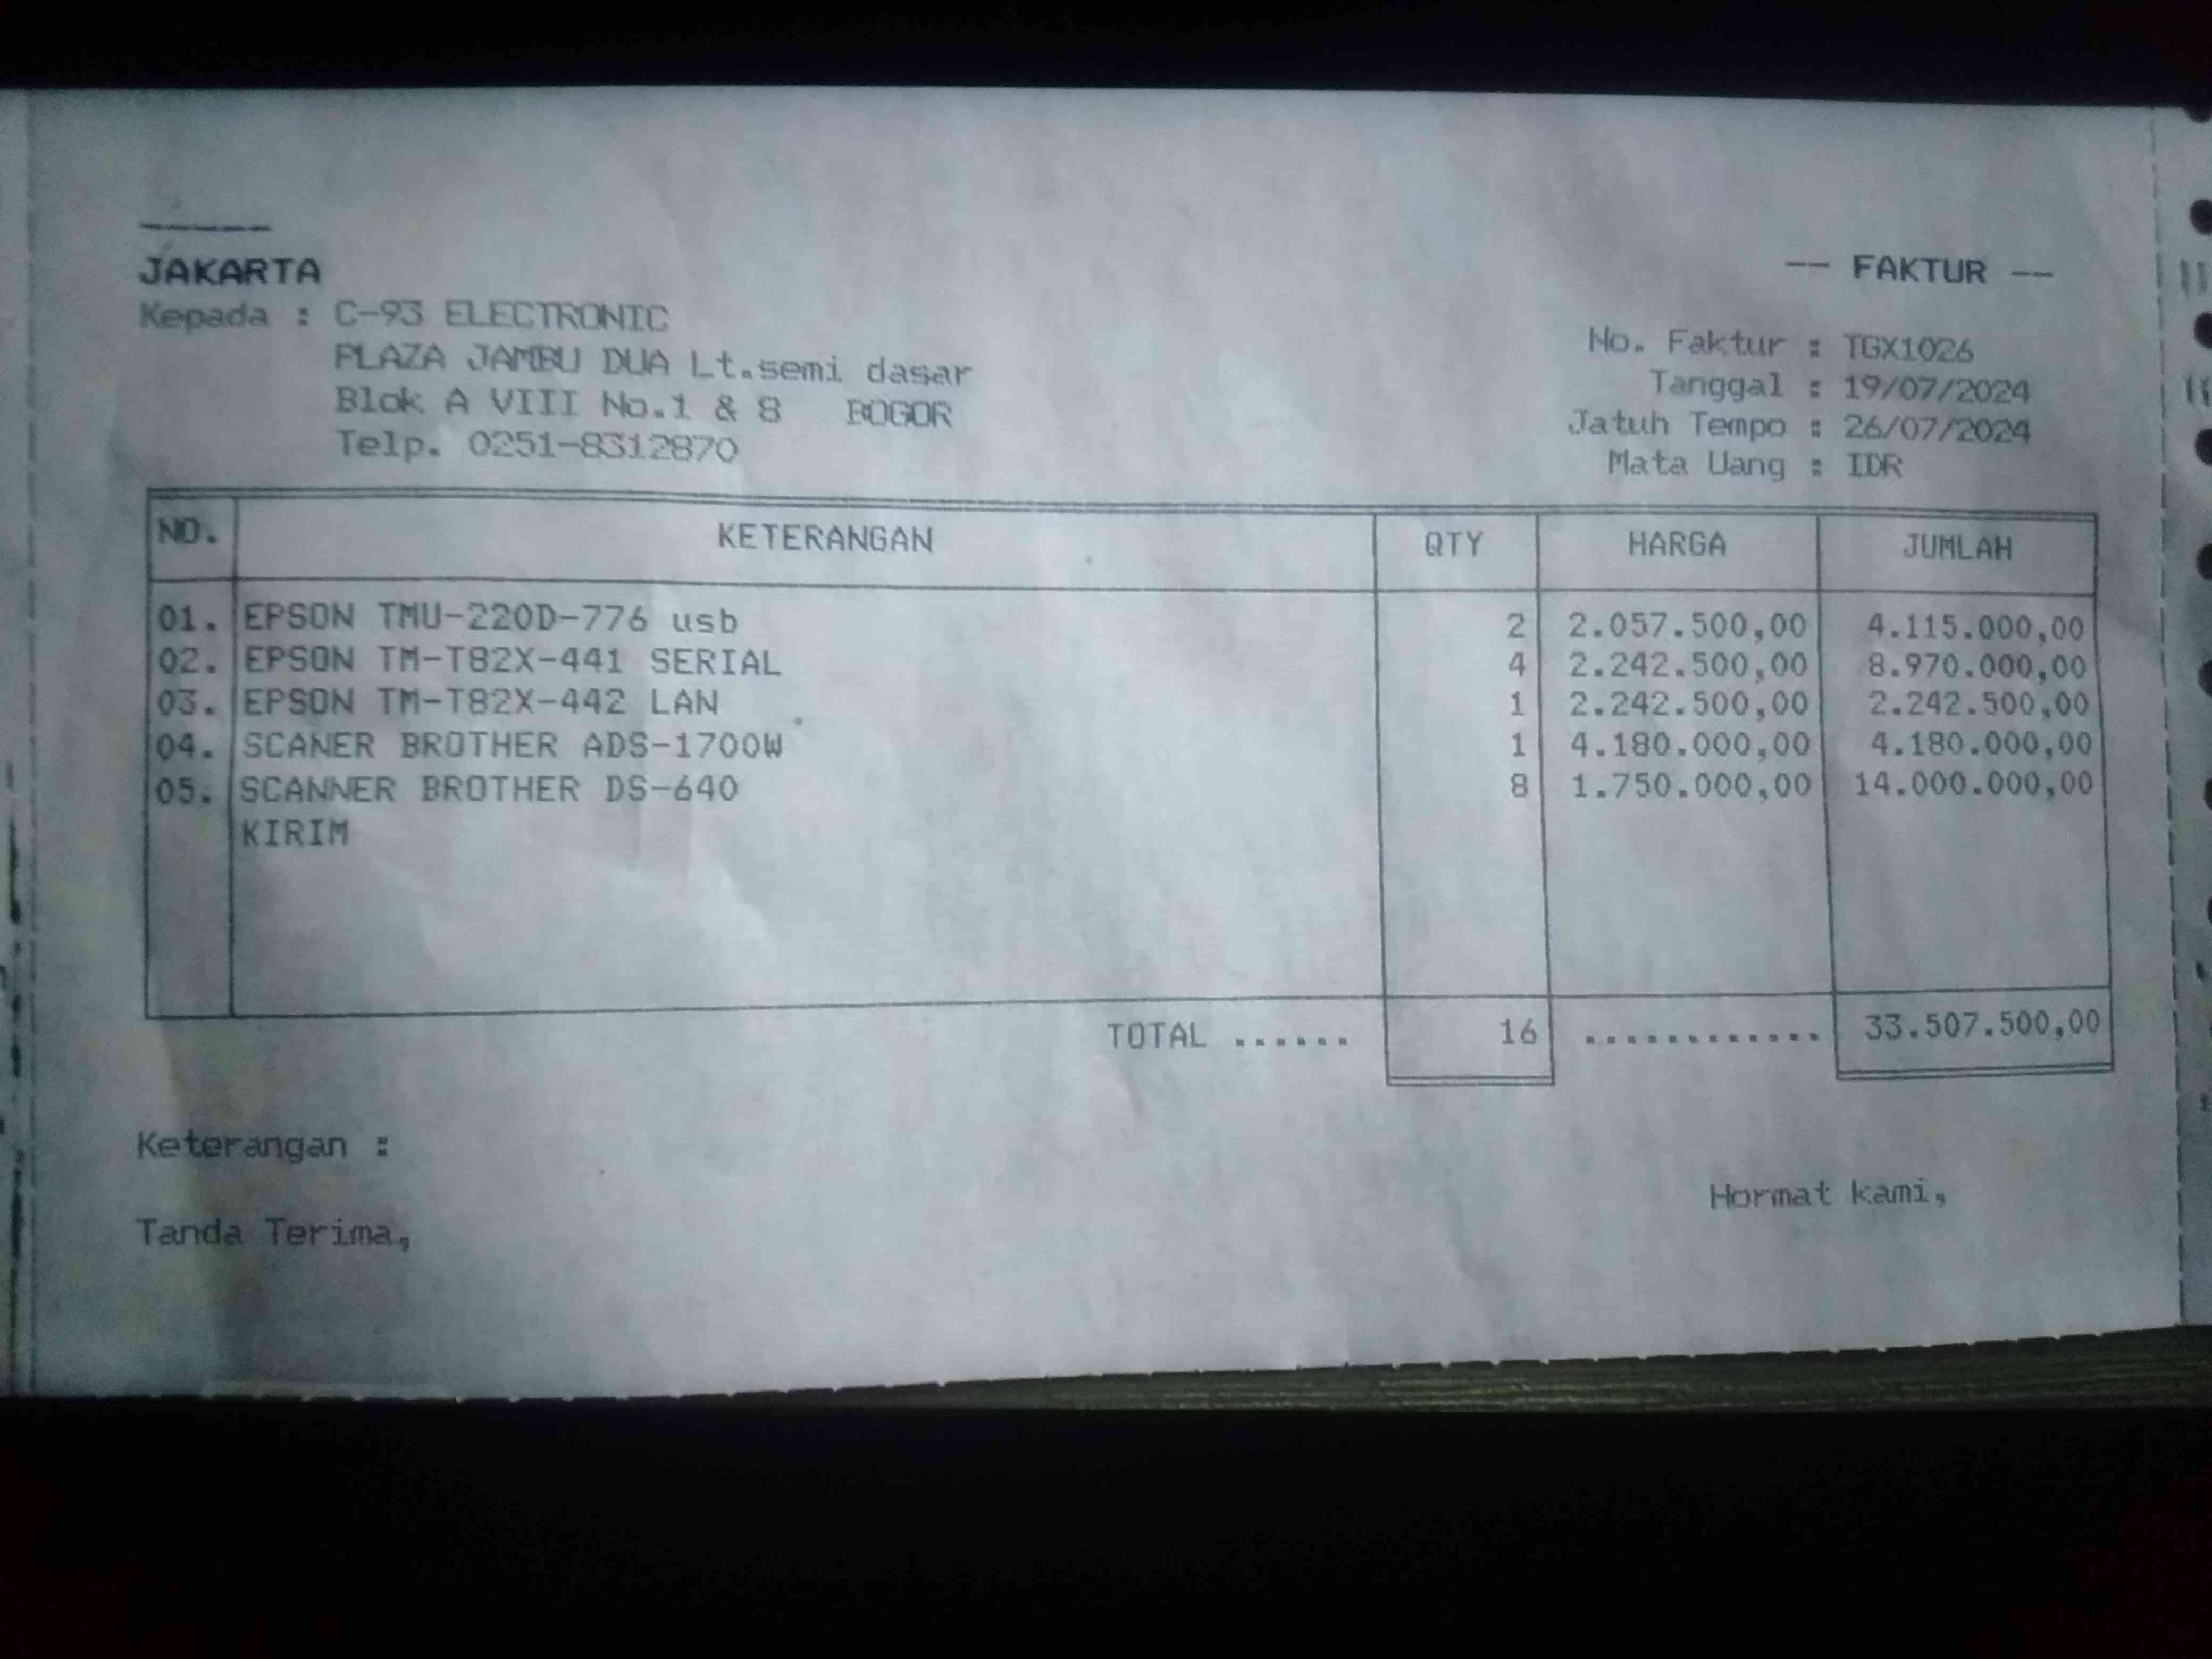 JAKARTA
-- FAKTUR --
Kepada : C-93 ELECTRONIC
PLAZA JAMBU DUA Lt.semi dasar
Blok A VIII No.1 & 8 BOGOR
Telp. 0251-8312870
No. Faktur : TGX1026
Tanggal : 19/07/2024
Jatuh Tempo : 26/07/2024
Mata Uang : IDR
NO. KETERANGAN QTY HARGA JUMLAH
01. EPSON TMU-220D-776 usb 2 2.057.500,00 4.115.000,00
02. EPSON TM-T82X-441 SERIAL 4 2.242.500,00 8.970.000,00
03. EPSON TM-T82X-442 LAN 1 2.242.500,00 2.242.500,00
04. SCANER BROTHER ADS-1700W 1 4.180.000,00 4.180.000,00
05. SCANNER BROTHER DS-640 8 1.750.000,00 14.000.000,00
KIRIM
TOTAL ...... 16 ............ 33.507.500,00
Keterangan :
Hormat kami,
Tanda Terima,